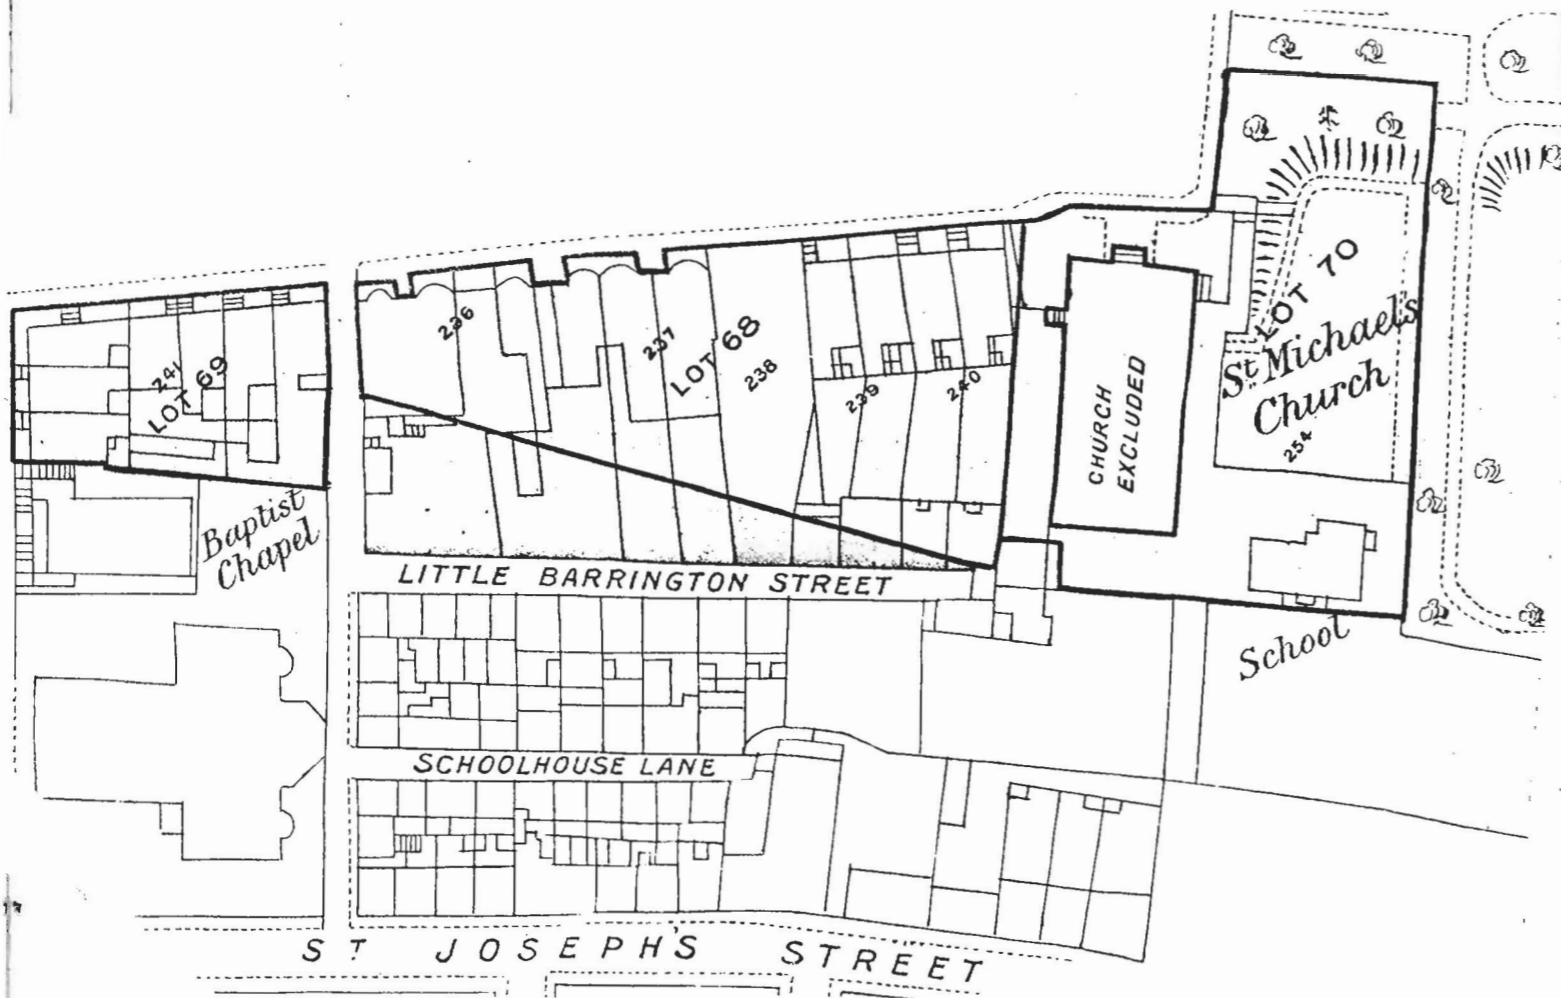 241
LOT 69
236
237
LOT 68
238
239
240
CHURCH
EXCLUDED
LOT 70
St Michael's
Church
254
Baptist
Chapel
LITTLE BARRINGTON STREET
School
SCHOOLHOUSE LANE
ST JOSEPH'S STREET